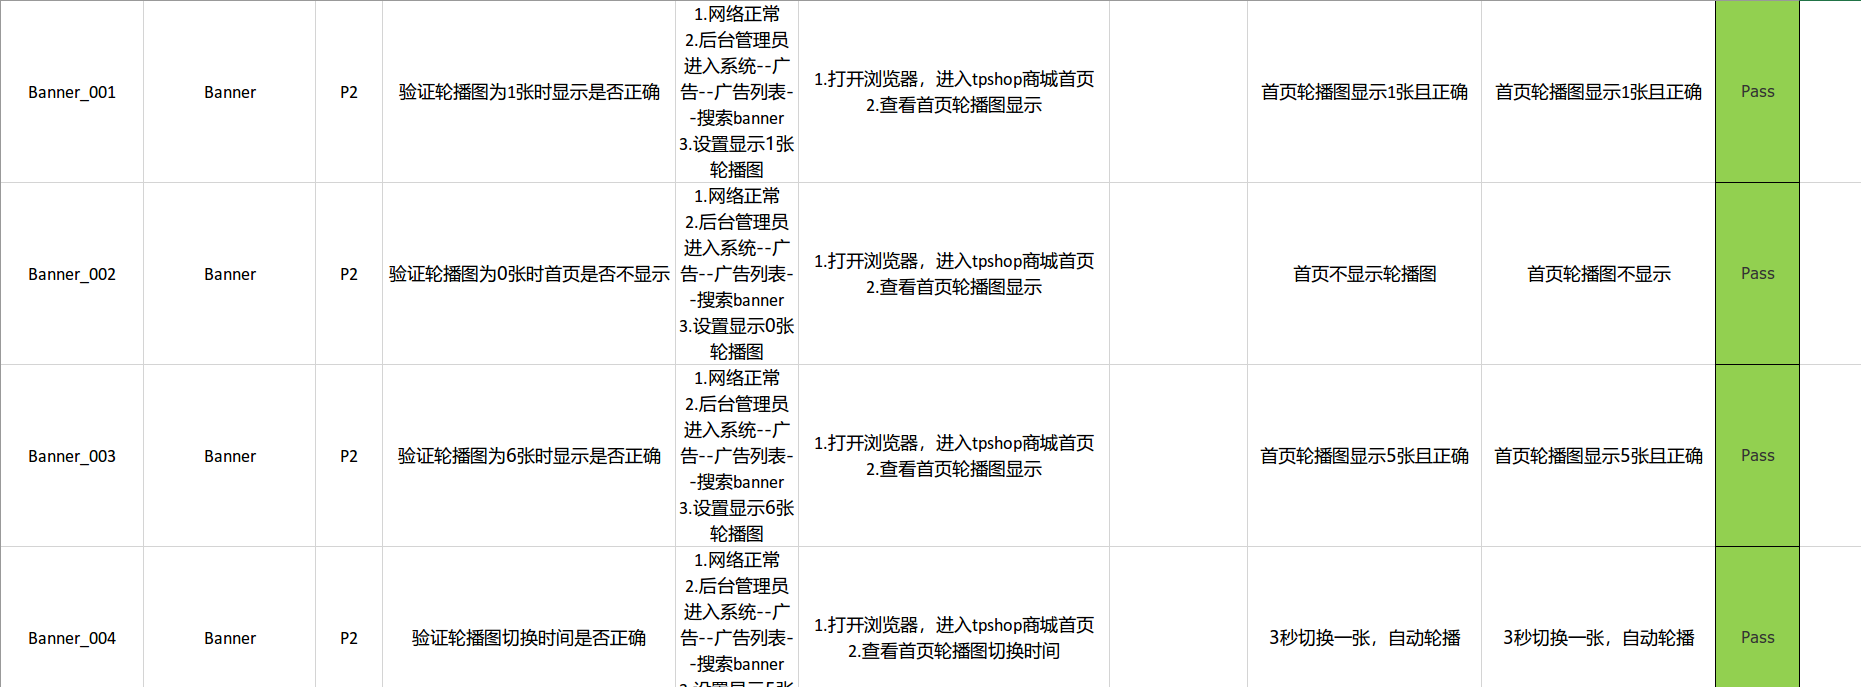 Banner_001
Banner
P2
验证轮播图为1张时显示是否正确
1.网络正常
2.后台管理员
进入系统--广
告--广告列表-
-搜索banner
3.设置显示1张
轮播图
1.打开浏览器，进入tpshop商城首页
2.查看首页轮播图显示
首页轮播图显示1张且正确
首页轮播图显示1张且正确
Pass
Banner_002
Banner
P2
验证轮播图为0张时首页是否不显示
1.网络正常
2.后台管理员
进入系统--广
告--广告列表-
-搜索banner
3.设置显示0张
轮播图
1.打开浏览器，进入tpshop商城首页
2.查看首页轮播图显示
首页不显示轮播图
首页轮播图不显示
Pass
Banner_003
Banner
P2
验证轮播图为6张时显示是否正确
1.网络正常
2.后台管理员
进入系统--广
告--广告列表-
-搜索banner
3.设置显示6张
轮播图
1.打开浏览器，进入tpshop商城首页
2.查看首页轮播图显示
首页轮播图显示5张且正确
首页轮播图显示5张且正确
Pass
Banner_004
Banner
P2
验证轮播图切换时间是否正确
1.网络正常
2.后台管理员
进入系统--广
告--广告列表-
-搜索banner
3.设置显示5张
1.打开浏览器，进入tpshop商城首页
2.查看首页轮播图切换时间
3秒切换一张，自动轮播
3秒切换一张，自动轮播
Pass